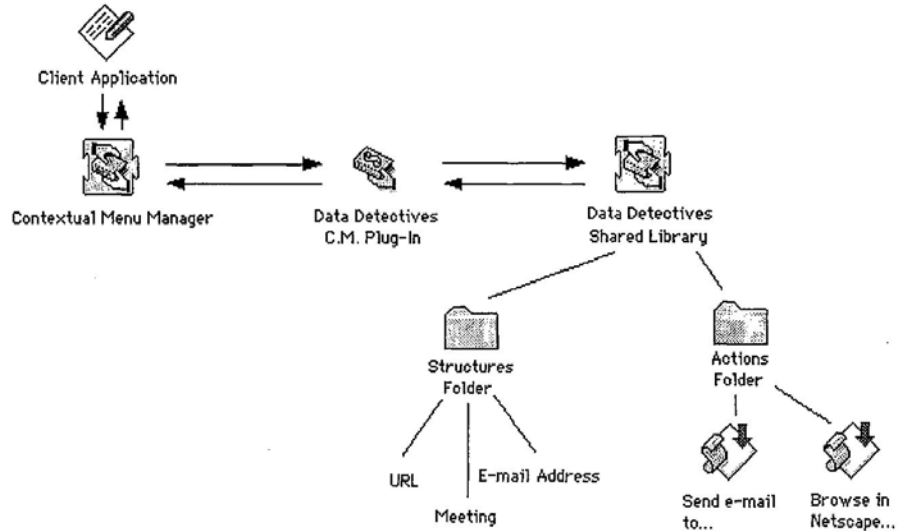 Client Application
Contextual Menu Manager
Data Detectives
C.M. Plug-In
Data Detectives
Shared Library
Structures
Folder
Actions
Folder
URL
E-mail Address
Meeting
Send e-mail
to...
Browse in
Netscape...